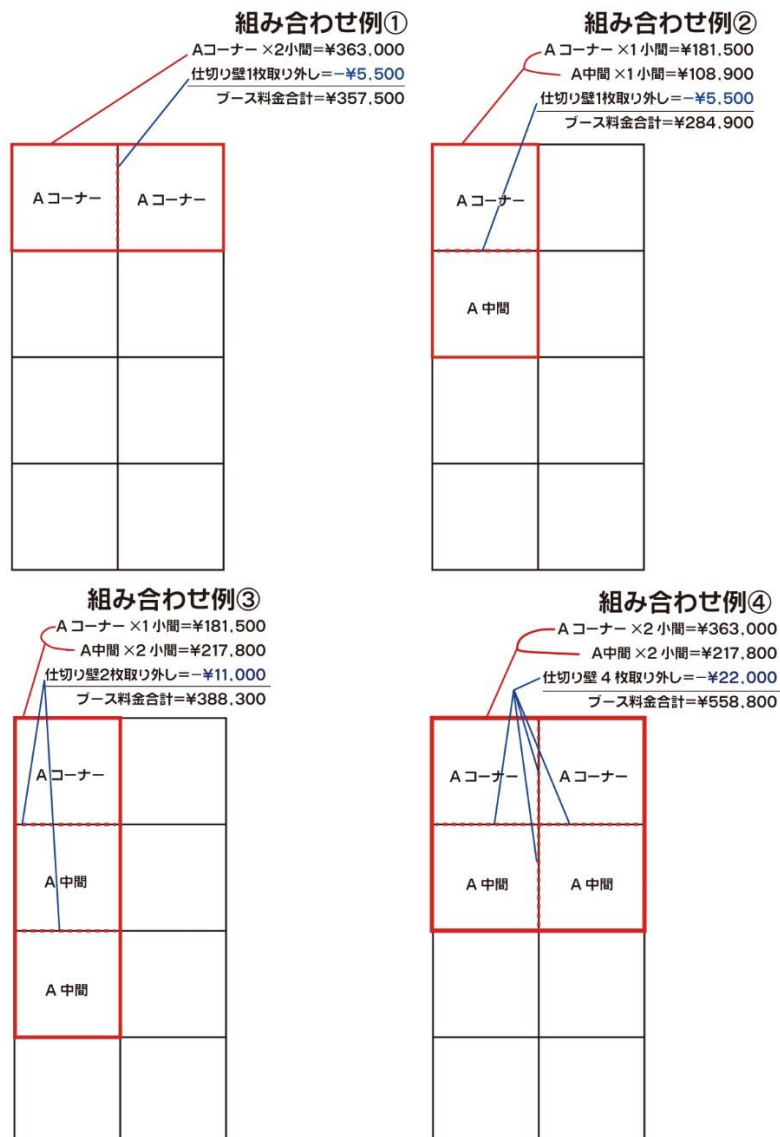 組み合わせ例①
Aコーナー ×2小間=¥363,000
仕切り壁1枚取り外し=-¥5,500
ブース料金合計=¥357,500
A コーナー
A コーナー
組み合わせ例②
A コーナー ×1 小間=¥181,500
A中間 ×1 小間=¥108,900
仕切り壁1枚取り外し=-¥5,500
ブース料金合計=¥284,900
A コーナー
A 中間
組み合わせ例③
A コーナー ×1 小間=¥181,500
A中間 ×2 小間=¥217,800
仕切り壁2枚取り外し=-¥11,000
ブース料金合計=¥388,300
A コーナー
A 中間
A 中間
組み合わせ例④
A コーナー ×2 小間=¥363,000
A中間 ×2 小間=¥217,800
仕切り壁 4 枚取り外し=-¥22,000
ブース料金合計=¥558,800
A コーナー
A コーナー
A 中間
A 中間